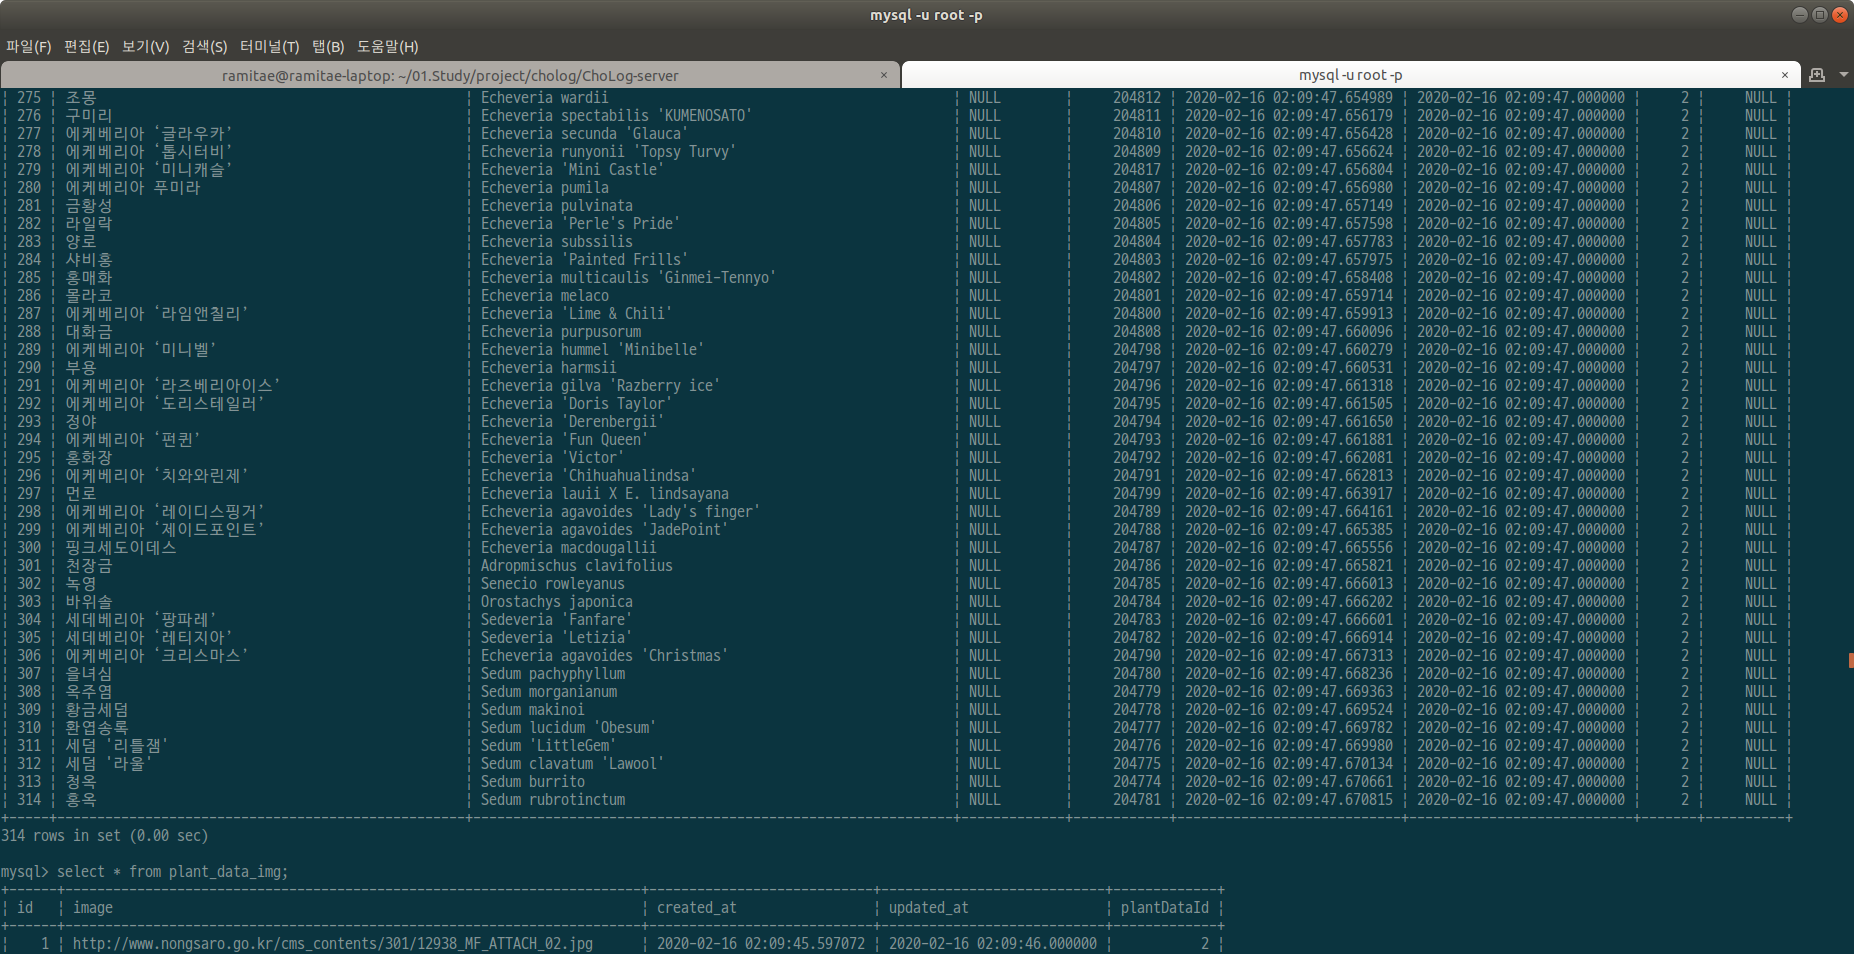 mysql -u root -p
파일(F) 편집(E) 보기(V) 검색(S) 터미널(T) 탭(B) 도움말(H)
ramitae@ramitae-laptop: ~/01.Study/project/cholog/ChoLog-server × mysql -u root -p ×
| 275 | 조몽 | Echeveria wardii | NULL | 204812 | 2020-02-16 02:09:47.654989 | 2020-02-16 02:09:47.000000 | 2 | NULL |
| 276 | 구미리 | Echeveria spectabilis 'KUMENOSATO' | NULL | 204811 | 2020-02-16 02:09:47.656179 | 2020-02-16 02:09:47.000000 | 2 | NULL |
| 277 | 에케베리아 ‘글라우카’ | Echeveria secunda 'Glauca' | NULL | 204810 | 2020-02-16 02:09:47.656428 | 2020-02-16 02:09:47.000000 | 2 | NULL |
| 278 | 에케베리아 ‘톱시터비’ | Echeveria runyonii 'Topsy Turvy' | NULL | 204809 | 2020-02-16 02:09:47.656624 | 2020-02-16 02:09:47.000000 | 2 | NULL |
| 279 | 에케베리아 ‘미니캐슬’ | Echeveria 'Mini Castle' | NULL | 204817 | 2020-02-16 02:09:47.656804 | 2020-02-16 02:09:47.000000 | 2 | NULL |
| 280 | 에케베리아 푸미라 | Echeveria pumila | NULL | 204807 | 2020-02-16 02:09:47.656980 | 2020-02-16 02:09:47.000000 | 2 | NULL |
| 281 | 금황성 | Echeveria pulvinata | NULL | 204806 | 2020-02-16 02:09:47.657149 | 2020-02-16 02:09:47.000000 | 2 | NULL |
| 282 | 라일락 | Echeveria 'Perle's Pride' | NULL | 204805 | 2020-02-16 02:09:47.657598 | 2020-02-16 02:09:47.000000 | 2 | NULL |
| 283 | 양로 | Echeveria subssilis | NULL | 204804 | 2020-02-16 02:09:47.657783 | 2020-02-16 02:09:47.000000 | 2 | NULL |
| 284 | 샤비홍 | Echeveria 'Painted Frills' | NULL | 204803 | 2020-02-16 02:09:47.657975 | 2020-02-16 02:09:47.000000 | 2 | NULL |
| 285 | 홍매화 | Echeveria multicaulis 'Ginmei-Tennyo' | NULL | 204802 | 2020-02-16 02:09:47.658408 | 2020-02-16 02:09:47.000000 | 2 | NULL |
| 286 | 몰라코 | Echeveria melaco | NULL | 204801 | 2020-02-16 02:09:47.659714 | 2020-02-16 02:09:47.000000 | 2 | NULL |
| 287 | 에케베리아 ‘라임앤칠리’ | Echeveria 'Lime & Chili' | NULL | 204800 | 2020-02-16 02:09:47.659913 | 2020-02-16 02:09:47.000000 | 2 | NULL |
| 288 | 대화금 | Echeveria purpusorum | NULL | 204808 | 2020-02-16 02:09:47.660096 | 2020-02-16 02:09:47.000000 | 2 | NULL |
| 289 | 에케베리아 ‘미니벨’ | Echeveria hummel 'Minibelle' | NULL | 204798 | 2020-02-16 02:09:47.660279 | 2020-02-16 02:09:47.000000 | 2 | NULL |
| 290 | 부용 | Echeveria harmsii | NULL | 204797 | 2020-02-16 02:09:47.660531 | 2020-02-16 02:09:47.000000 | 2 | NULL |
| 291 | 에케베리아 ‘라즈베리아이스’ | Echeveria gilva 'Razberry ice' | NULL | 204796 | 2020-02-16 02:09:47.661318 | 2020-02-16 02:09:47.000000 | 2 | NULL |
| 292 | 에케베리아 ‘도리스테일러’ | Echeveria 'Doris Taylor' | NULL | 204795 | 2020-02-16 02:09:47.661505 | 2020-02-16 02:09:47.000000 | 2 | NULL |
| 293 | 정야 | Echeveria 'Derenbergii' | NULL | 204794 | 2020-02-16 02:09:47.661650 | 2020-02-16 02:09:47.000000 | 2 | NULL |
| 294 | 에케베리아 ‘펀퀸’ | Echeveria 'Fun Queen' | NULL | 204793 | 2020-02-16 02:09:47.661881 | 2020-02-16 02:09:47.000000 | 2 | NULL |
| 295 | 홍화장 | Echeveria 'Victor' | NULL | 204792 | 2020-02-16 02:09:47.662081 | 2020-02-16 02:09:47.000000 | 2 | NULL |
| 296 | 에케베리아 ‘치와와린제’ | Echeveria 'Chihuahualindsa' | NULL | 204791 | 2020-02-16 02:09:47.662813 | 2020-02-16 02:09:47.000000 | 2 | NULL |
| 297 | 먼로 | Echeveria lauii X E. lindsayana | NULL | 204799 | 2020-02-16 02:09:47.663917 | 2020-02-16 02:09:47.000000 | 2 | NULL |
| 298 | 에케베리아 ‘레이디스핑거’ | Echeveria agavoides 'Lady's finger' | NULL | 204789 | 2020-02-16 02:09:47.664161 | 2020-02-16 02:09:47.000000 | 2 | NULL |
| 299 | 에케베리아 ‘제이드포인트’ | Echeveria agavoides 'JadePoint' | NULL | 204788 | 2020-02-16 02:09:47.665385 | 2020-02-16 02:09:47.000000 | 2 | NULL |
| 300 | 핑크세도이데스 | Echeveria macdougallii | NULL | 204787 | 2020-02-16 02:09:47.665556 | 2020-02-16 02:09:47.000000 | 2 | NULL |
| 301 | 천장금 | Adropmischus clavifolius | NULL | 204786 | 2020-02-16 02:09:47.665821 | 2020-02-16 02:09:47.000000 | 2 | NULL |
| 302 | 녹영 | Senecio rowleyanus | NULL | 204785 | 2020-02-16 02:09:47.666013 | 2020-02-16 02:09:47.000000 | 2 | NULL |
| 303 | 바위솔 | Orostachys japonica | NULL | 204784 | 2020-02-16 02:09:47.666202 | 2020-02-16 02:09:47.000000 | 2 | NULL |
| 304 | 세데베리아 ‘팡파레’ | Sedeveria 'Fanfare' | NULL | 204783 | 2020-02-16 02:09:47.666601 | 2020-02-16 02:09:47.000000 | 2 | NULL |
| 305 | 세데베리아 ‘레티지아’ | Sedeveria 'Letizia' | NULL | 204782 | 2020-02-16 02:09:47.666914 | 2020-02-16 02:09:47.000000 | 2 | NULL |
| 306 | 에케베리아 ‘크리스마스’ | Echeveria agavoides 'Christmas' | NULL | 204790 | 2020-02-16 02:09:47.667313 | 2020-02-16 02:09:47.000000 | 2 | NULL |
| 307 | 을녀심 | Sedum pachyphyllum | NULL | 204780 | 2020-02-16 02:09:47.668236 | 2020-02-16 02:09:47.000000 | 2 | NULL |
| 308 | 옥주염 | Sedum morganianum | NULL | 204779 | 2020-02-16 02:09:47.669363 | 2020-02-16 02:09:47.000000 | 2 | NULL |
| 309 | 황금세덤 | Sedum makinoi | NULL | 204778 | 2020-02-16 02:09:47.669524 | 2020-02-16 02:09:47.000000 | 2 | NULL |
| 310 | 환엽송록 | Sedum lucidum 'Obesum' | NULL | 204777 | 2020-02-16 02:09:47.669782 | 2020-02-16 02:09:47.000000 | 2 | NULL |
| 311 | 세덤 '리틀잼' | Sedum 'LittleGem' | NULL | 204776 | 2020-02-16 02:09:47.669980 | 2020-02-16 02:09:47.000000 | 2 | NULL |
| 312 | 세덤 '라울' | Sedum clavatum 'Lawool' | NULL | 204775 | 2020-02-16 02:09:47.670134 | 2020-02-16 02:09:47.000000 | 2 | NULL |
| 313 | 청옥 | Sedum burrito | NULL | 204774 | 2020-02-16 02:09:47.670661 | 2020-02-16 02:09:47.000000 | 2 | NULL |
| 314 | 홍옥 | Sedum rubrotinctum | NULL | 204781 | 2020-02-16 02:09:47.670815 | 2020-02-16 02:09:47.000000 | 2 | NULL |
314 rows in set (0.00 sec)
mysql> select * from plant_data_img;
| id | image | created_at | updated_at | plantDataId |
| 1 | http://www.nongsaro.go.kr/cms_contents/301/12938_MF_ATTACH_02.jpg | 2020-02-16 02:09:45.597072 | 2020-02-16 02:09:46.000000 | 2 |